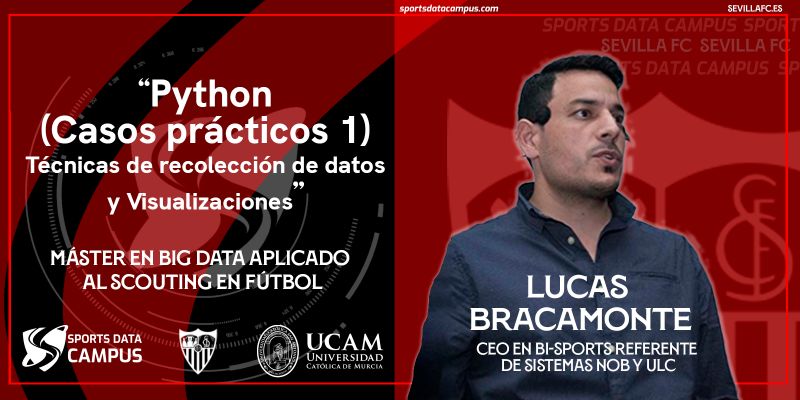 sportsdatacampus.com
SEVILLAFC.ES
SPORTS DATA CAMPUS SPOR
SEVILLA FC SEVILLA FC
SPORTS DATA CAMPUS
“Python
(Casos prácticos 1)
Técnicas de recolección de datos
y Visualizaciones”
MÁSTER EN BIG DATA APLICADO
AL SCOUTING EN FÚTBOL
SPORTS DATA
CAMPUS
UCAM
UNIVERSIDAD
CATÓLICA DE MURCIA
LUCAS
BRACAMONTE
CEO EN BI-SPORTS REFERENTE
DE SISTEMAS NOB Y ULC